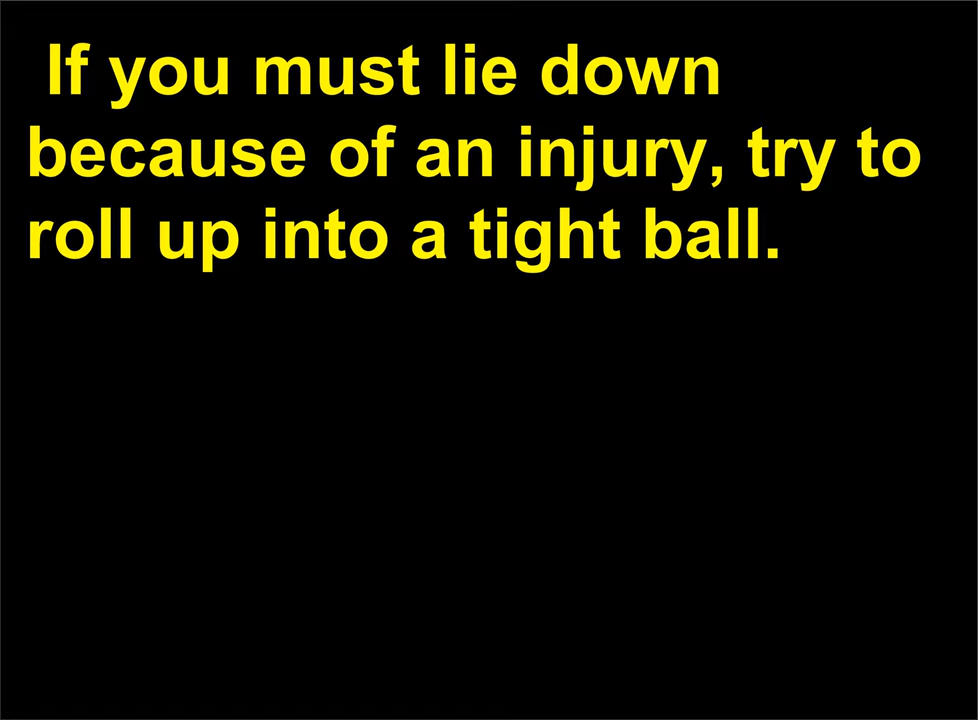 If you must lie down
because of an injury, try to
roll up into a tight ball.